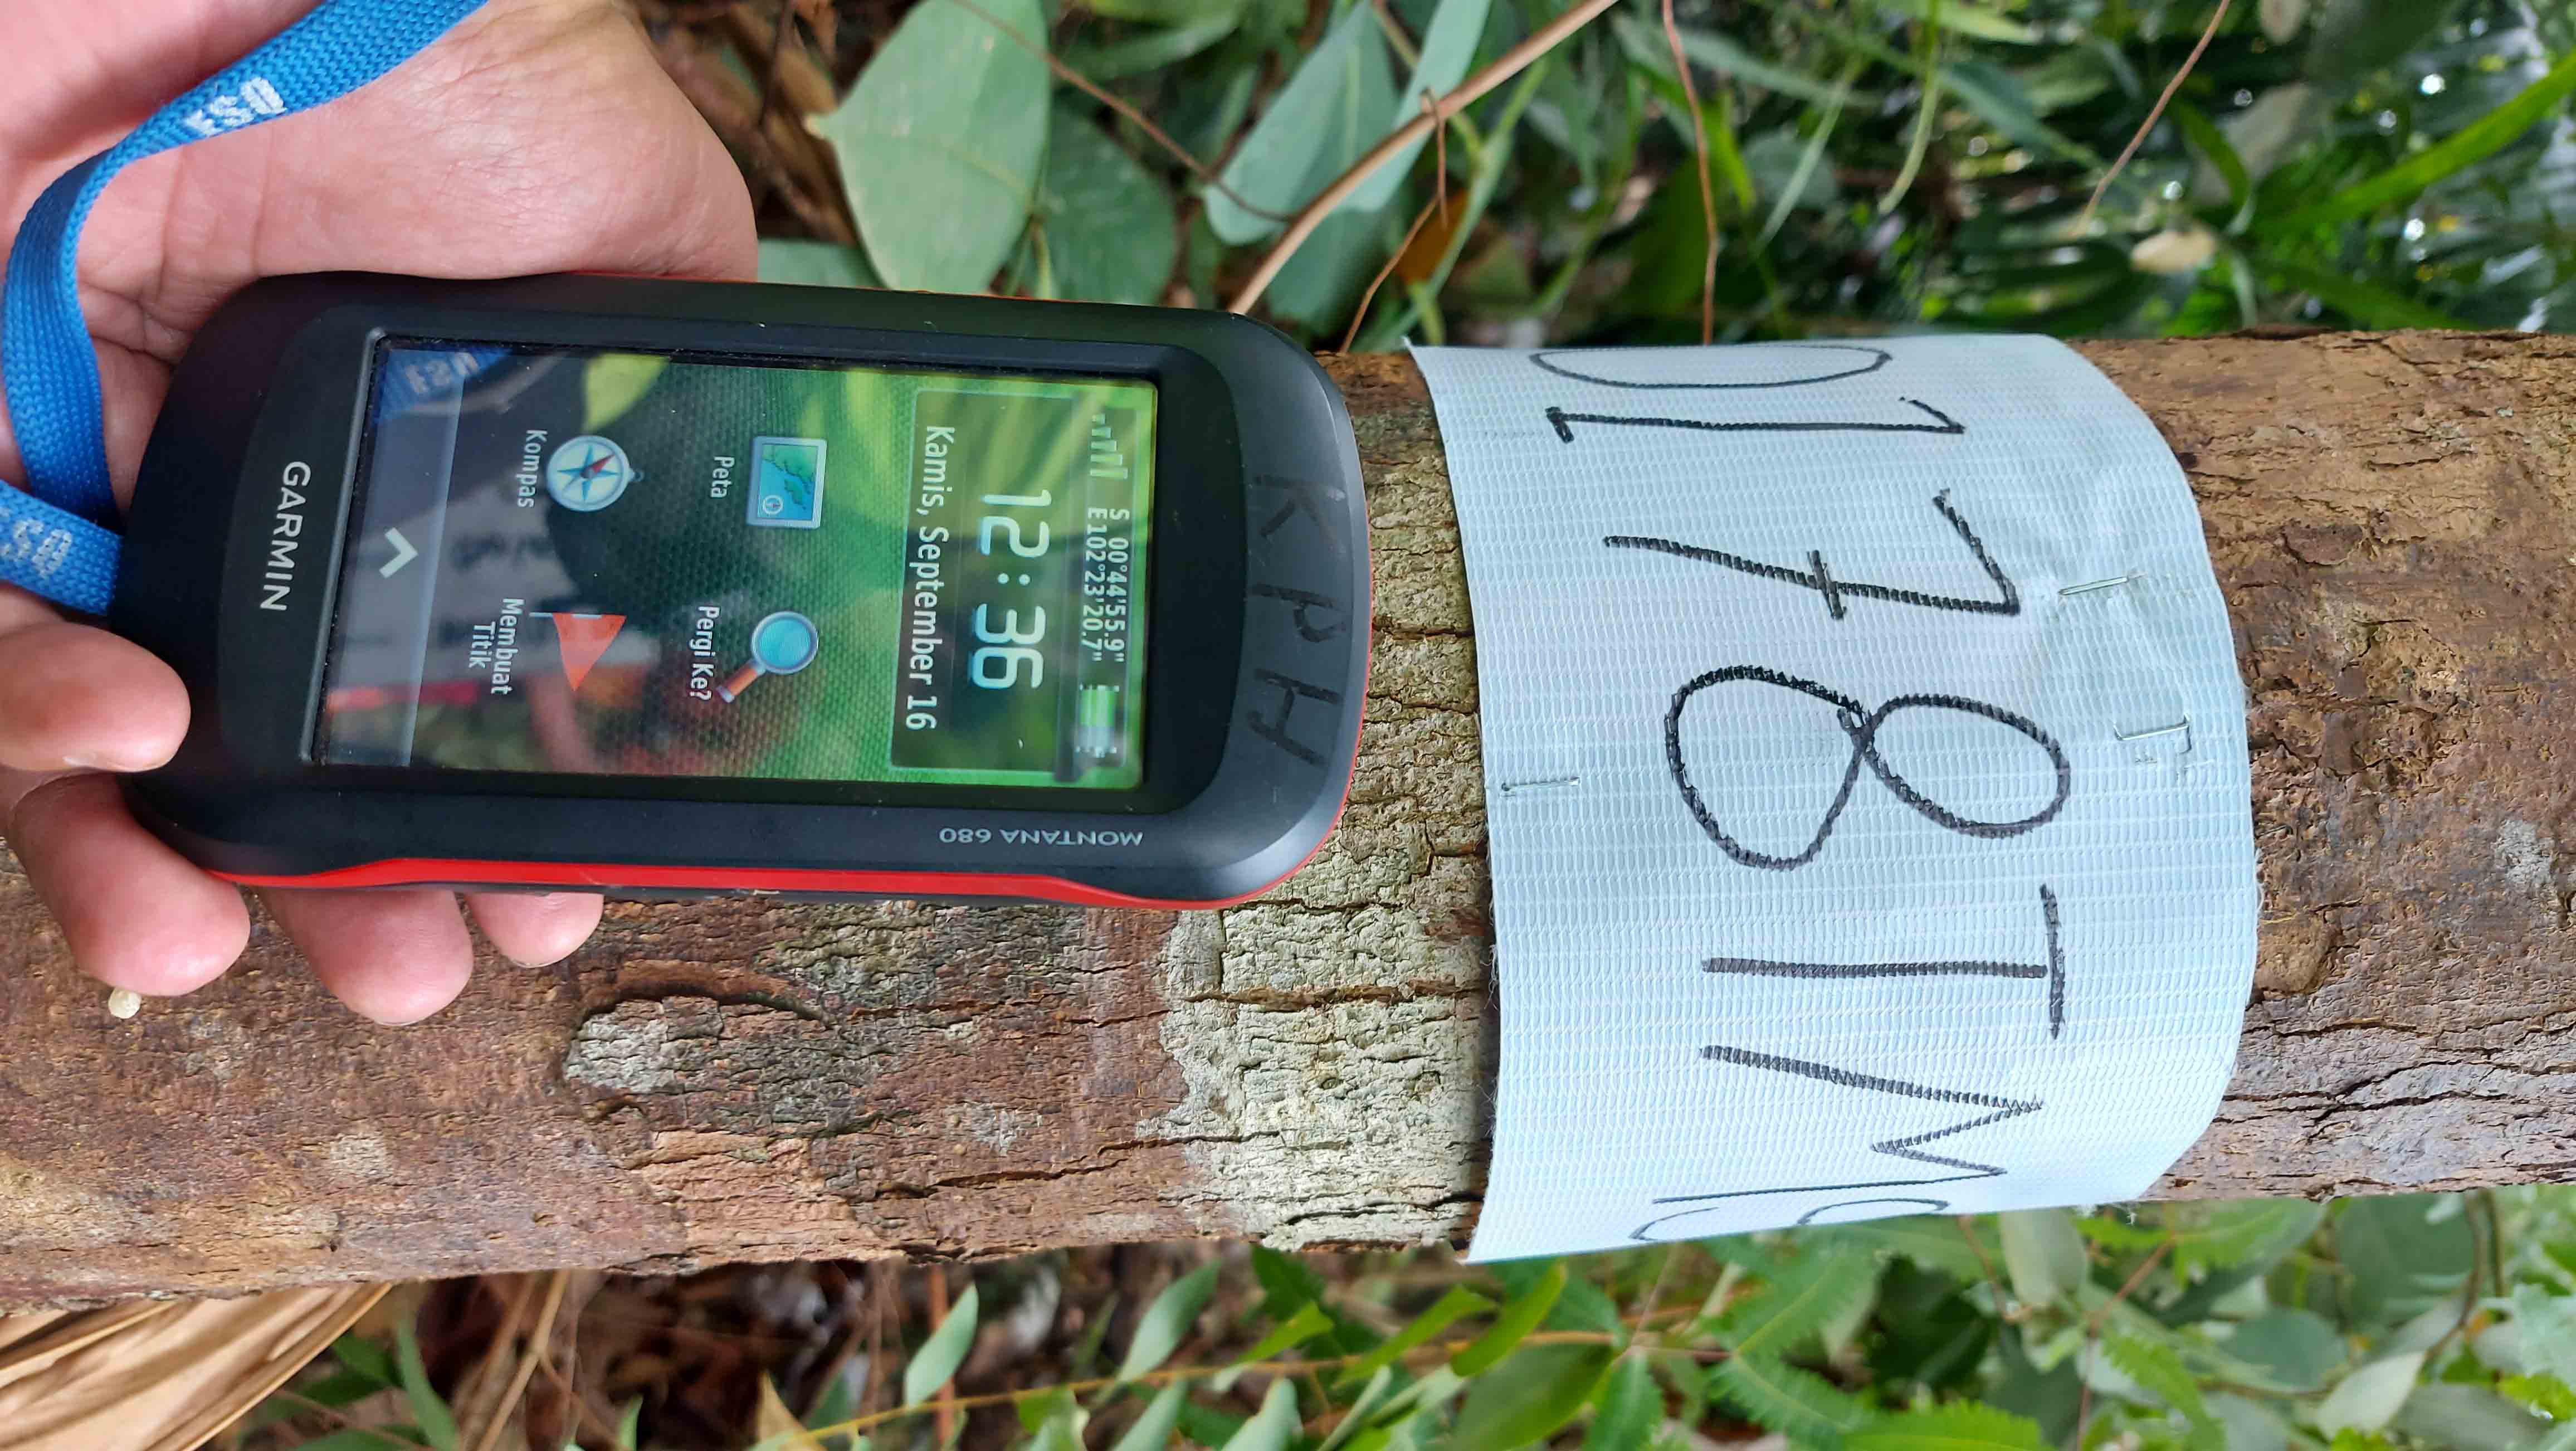 0178TMS
KPH
MONTANA 680
S 00°44'55.9"
E102°23'20.7"
12:36
Kamis, September 16
Peta
Pergi Ke?
Kompas
Membuat
Titik
GARMIN